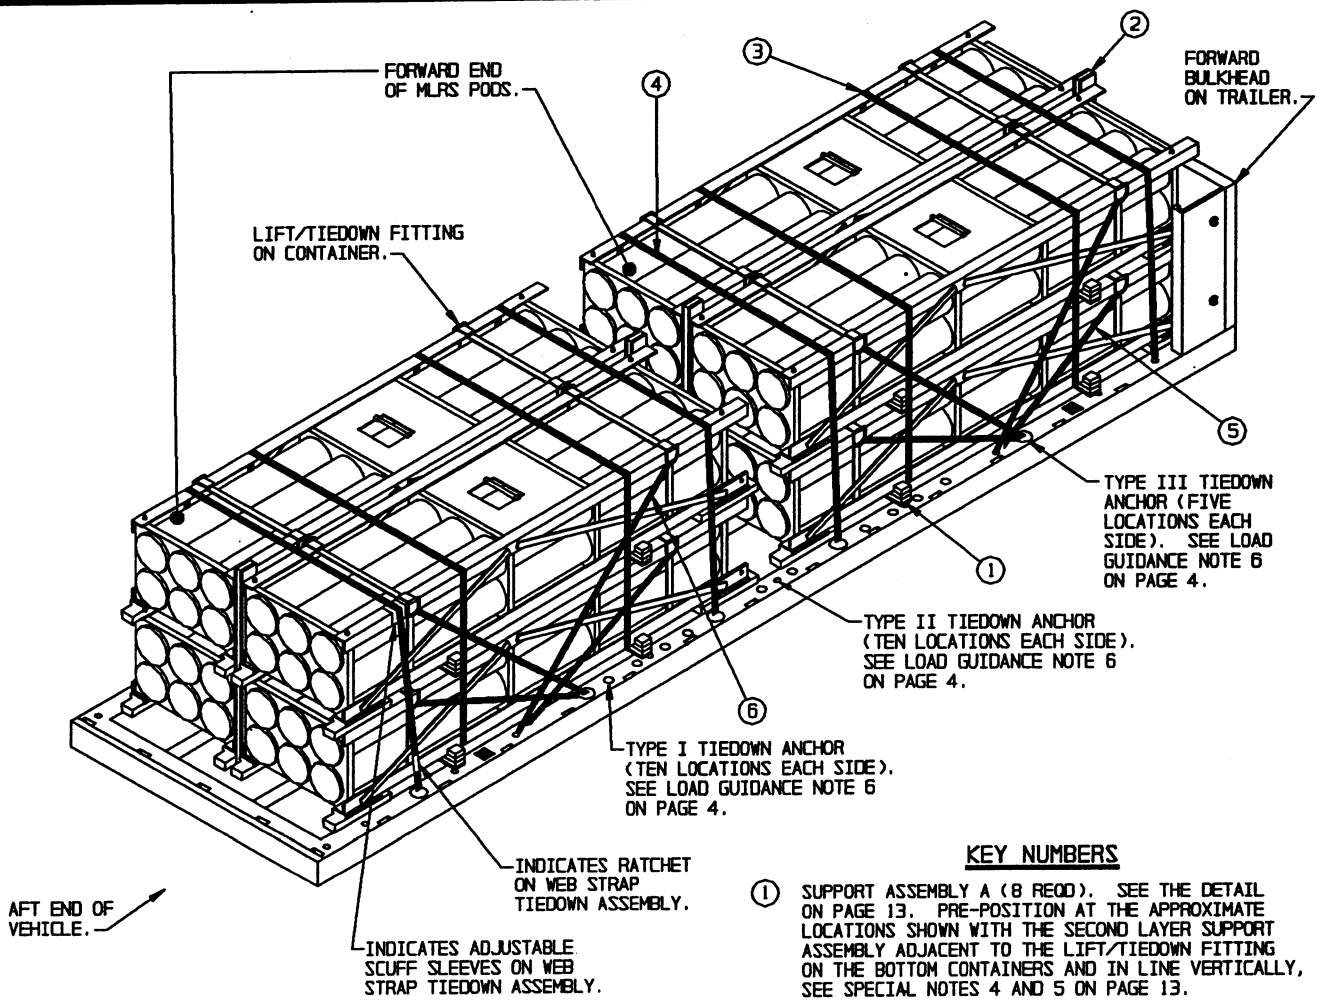 2
3
FORWARD
BULKHEAD
ON TRAILER.
FORWARD END
OF MLRS PODS.
4
LIFT/TIEDOWN FITTING
ON CONTAINER.
5
TYPE III TIEDOWN
ANCHOR (FIVE
LOCATIONS EACH
SIDE). SEE LOAD
GUIDANCE NOTE 6
ON PAGE 4.
1
TYPE II TIEDOWN ANCHOR
(TEN LOCATIONS EACH SIDE).
SEE LOAD GUIDANCE NOTE 6
ON PAGE 4.
6
TYPE I TIEDOWN ANCHOR
(TEN LOCATIONS EACH SIDE).
SEE LOAD GUIDANCE NOTE 6
ON PAGE 4.
INDICATES RATCHET
ON WEB STRAP
TIEDOWN ASSEMBLY.
AFT END OF
VEHICLE.
INDICATES ADJUSTABLE
SCUFF SLEEVES ON WEB
STRAP TIEDOWN ASSEMBLY.
KEY NUMBERS
1 SUPPORT ASSEMBLY A (8 REQD). SEE THE DETAIL
ON PAGE 13. PRE-POSITION AT THE APPROXIMATE
LOCATIONS SHOWN WITH THE SECOND LAYER SUPPORT
ASSEMBLY ADJACENT TO THE LIFT/TIEDOWN FITTING
ON THE BOTTOM CONTAINERS AND IN LINE VERTICALLY,
SEE SPECIAL NOTES 4 AND 5 ON PAGE 13.